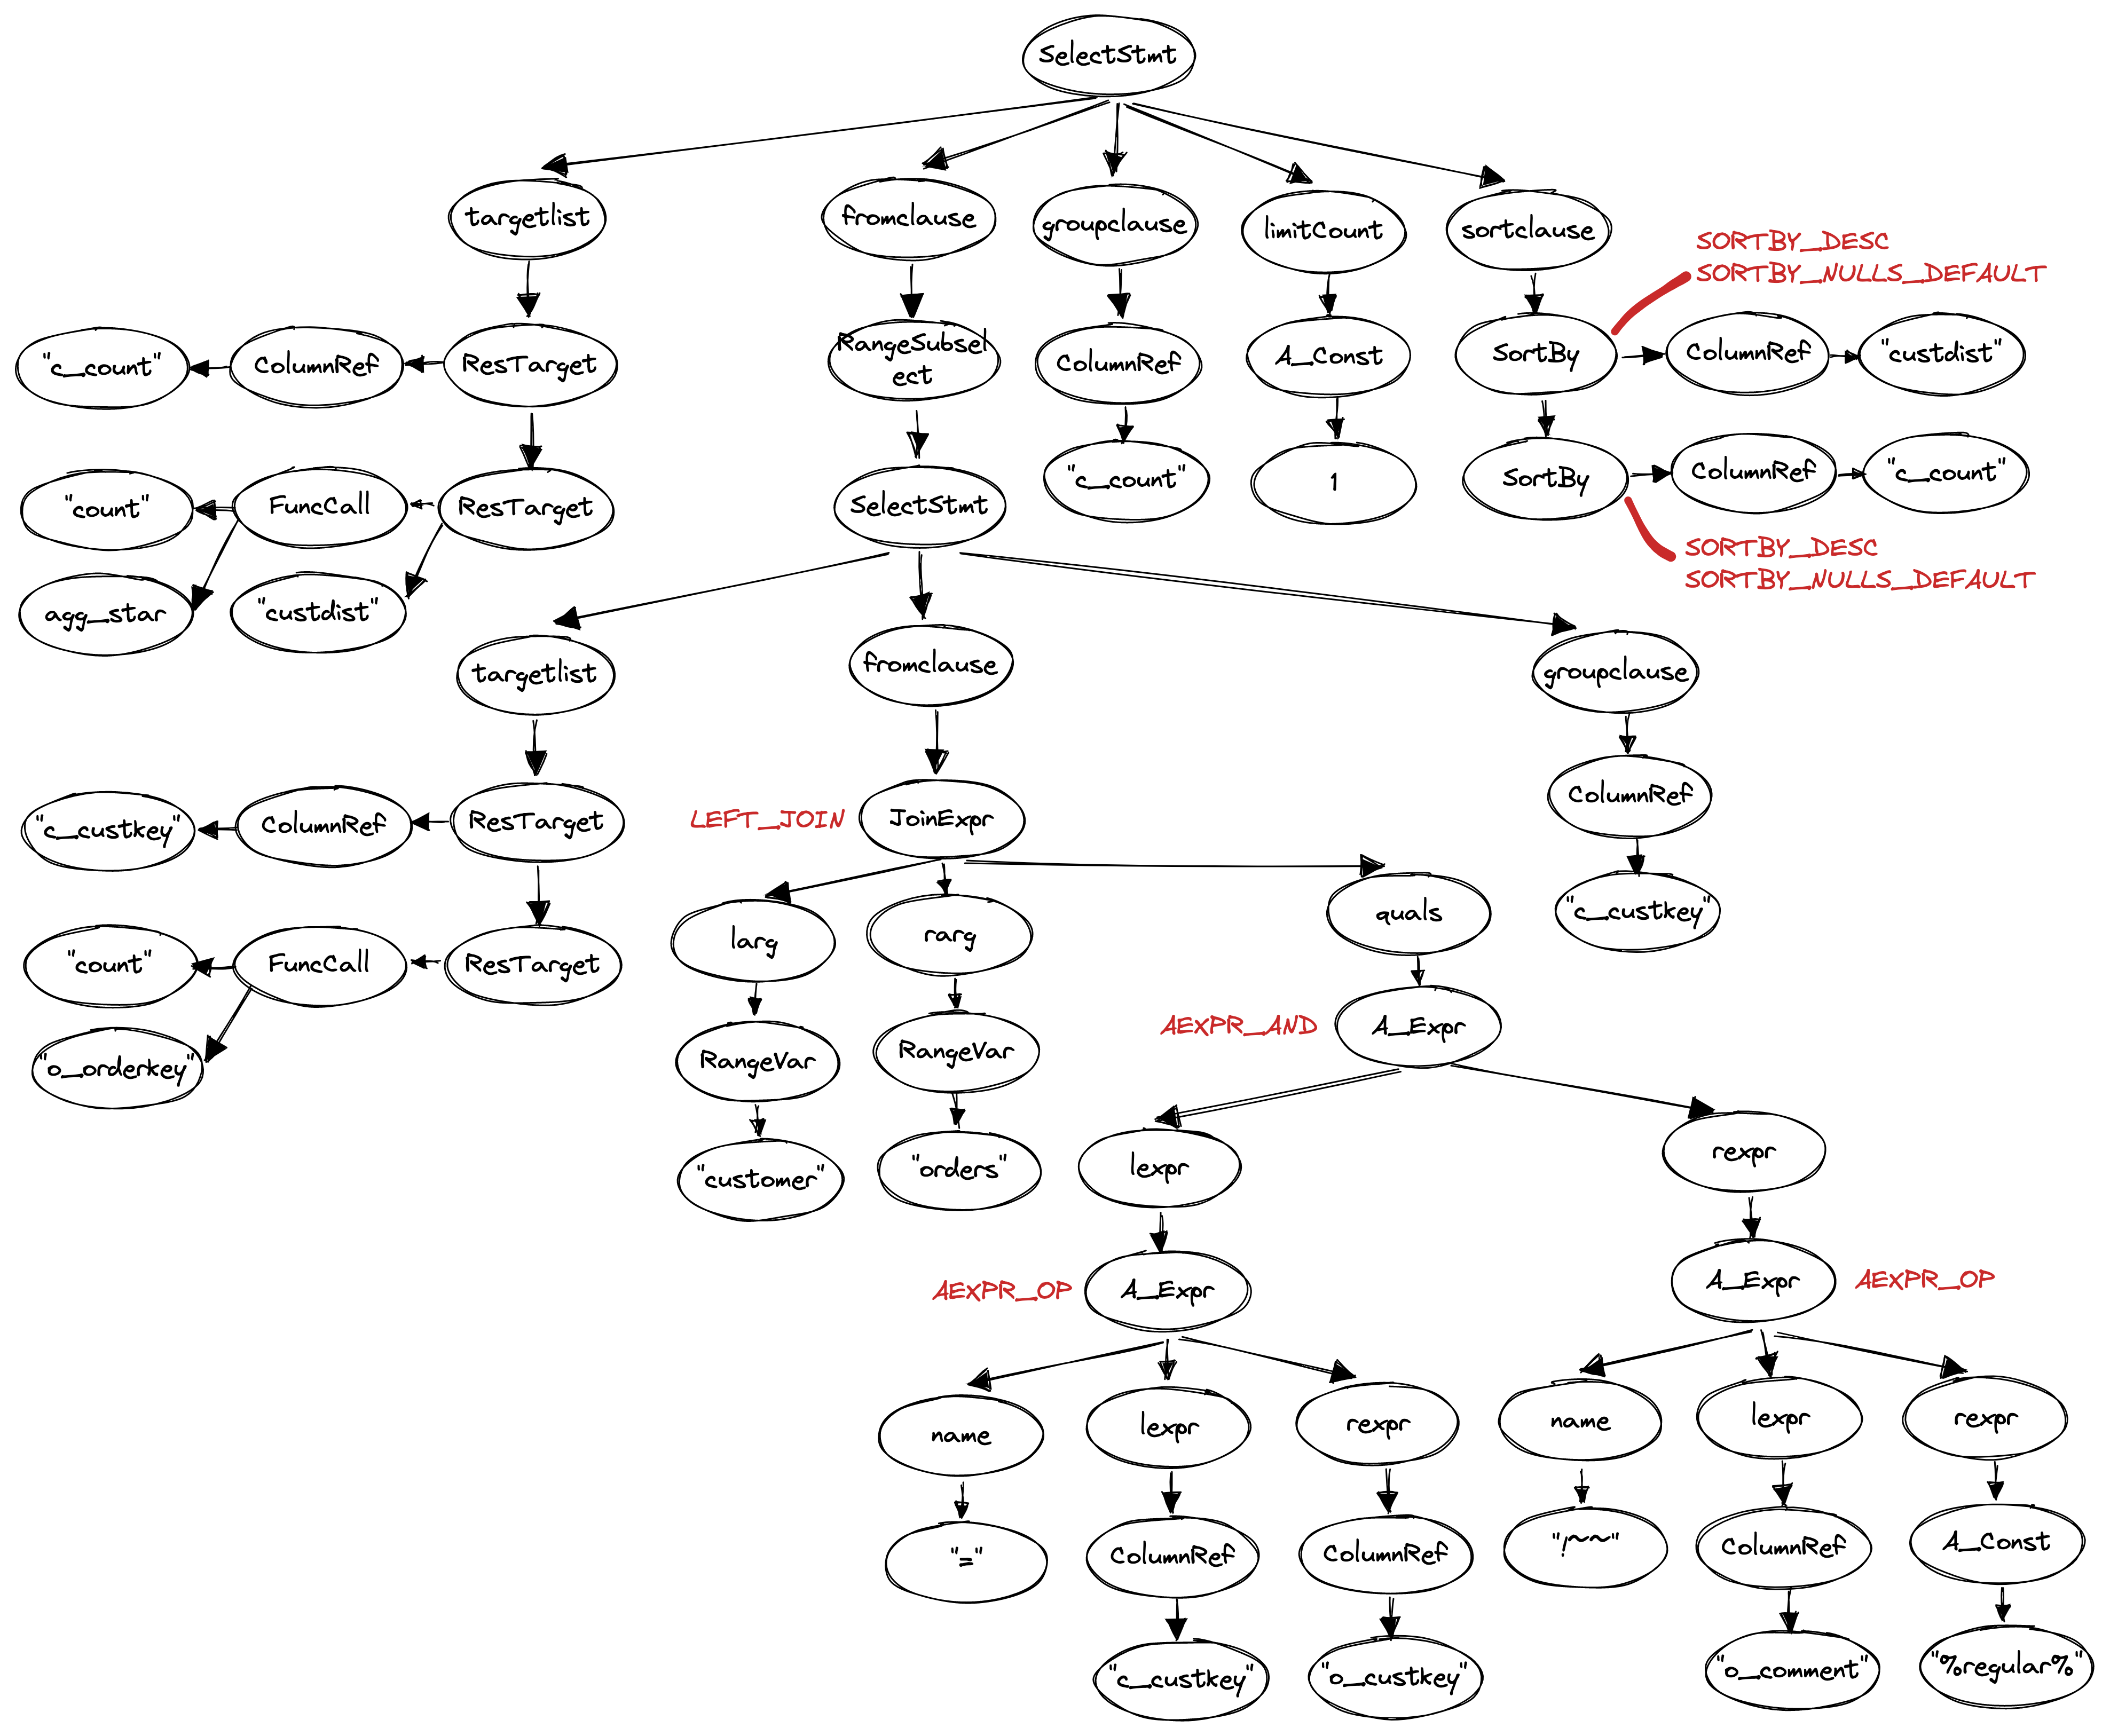 SelectStmt
targetlist
fromclause
groupclause
limitCount
sortclause
SORTBY_DESC
SORTBY_NULLS_DEFAULT
"c_count"
ColumnRef
ResTarget
RangeSubsel
ect
ColumnRef
A_Const
SortBy
ColumnRef
"custdist"
"count"
FuncCall
ResTarget
SelectStmt
"c_count"
1
SortBy
ColumnRef
"c_count"
SORTBY_DESC
SORTBY_NULLS_DEFAULT
agg_star
"custdist"
targetlist
fromclause
groupclause
"c_custkey"
ColumnRef
ResTarget
LEFT_JOIN
JoinExpr
ColumnRef
larg
rarg
quals
"c_custkey"
"count"
FuncCall
ResTarget
"o_orderkey"
RangeVar
RangeVar
AEXPR_AND
A_Expr
"customer"
"orders"
lexpr
rexpr
AEXPR_OP
A_Expr
A_Expr
AEXPR_OP
name
lexpr
rexpr
name
lexpr
rexpr
"="
ColumnRef
ColumnRef
"!~~"
ColumnRef
A_Const
"c_custkey"
"o_custkey"
"o_comment"
"%regular%"